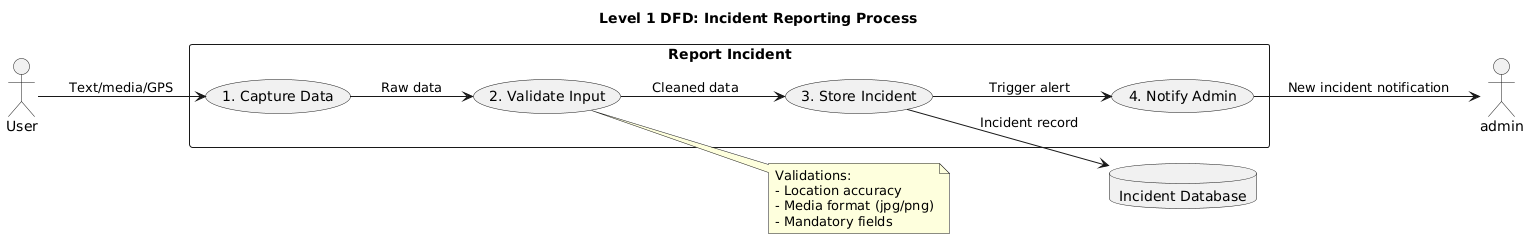 Level 1 DFD: Incident Reporting Process
Report Incident
User
Text/media/GPS
1. Capture Data
Raw data
2. Validate Input
Cleaned data
3. Store Incident
Trigger alert
4. Notify Admin
New incident notification
admin
Incident record
Incident Database
Validations:
- Location accuracy
- Media format (jpg/png)
- Mandatory fields